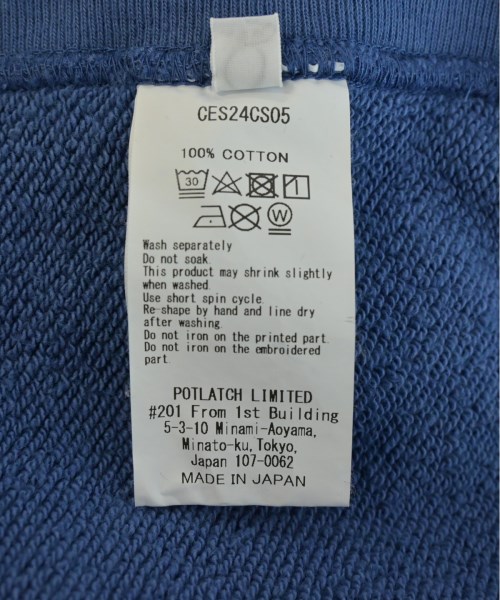 CES24CS05
100% COTTON
30
W
Wash separately
Do not soak.
This product may shrink slightly
when washed.
Use short spin cycle.
Re-shape by hand and line dry
after washing.
Do not iron on the printed part.
Do not iron on the embroidered
part.
POTLATCH LIMITED
#201 From 1st Building
5-3-10 Minami-Aoyama,
Minato-ku,Tokyo,
Japan 107-0062
MADE IN JAPAN